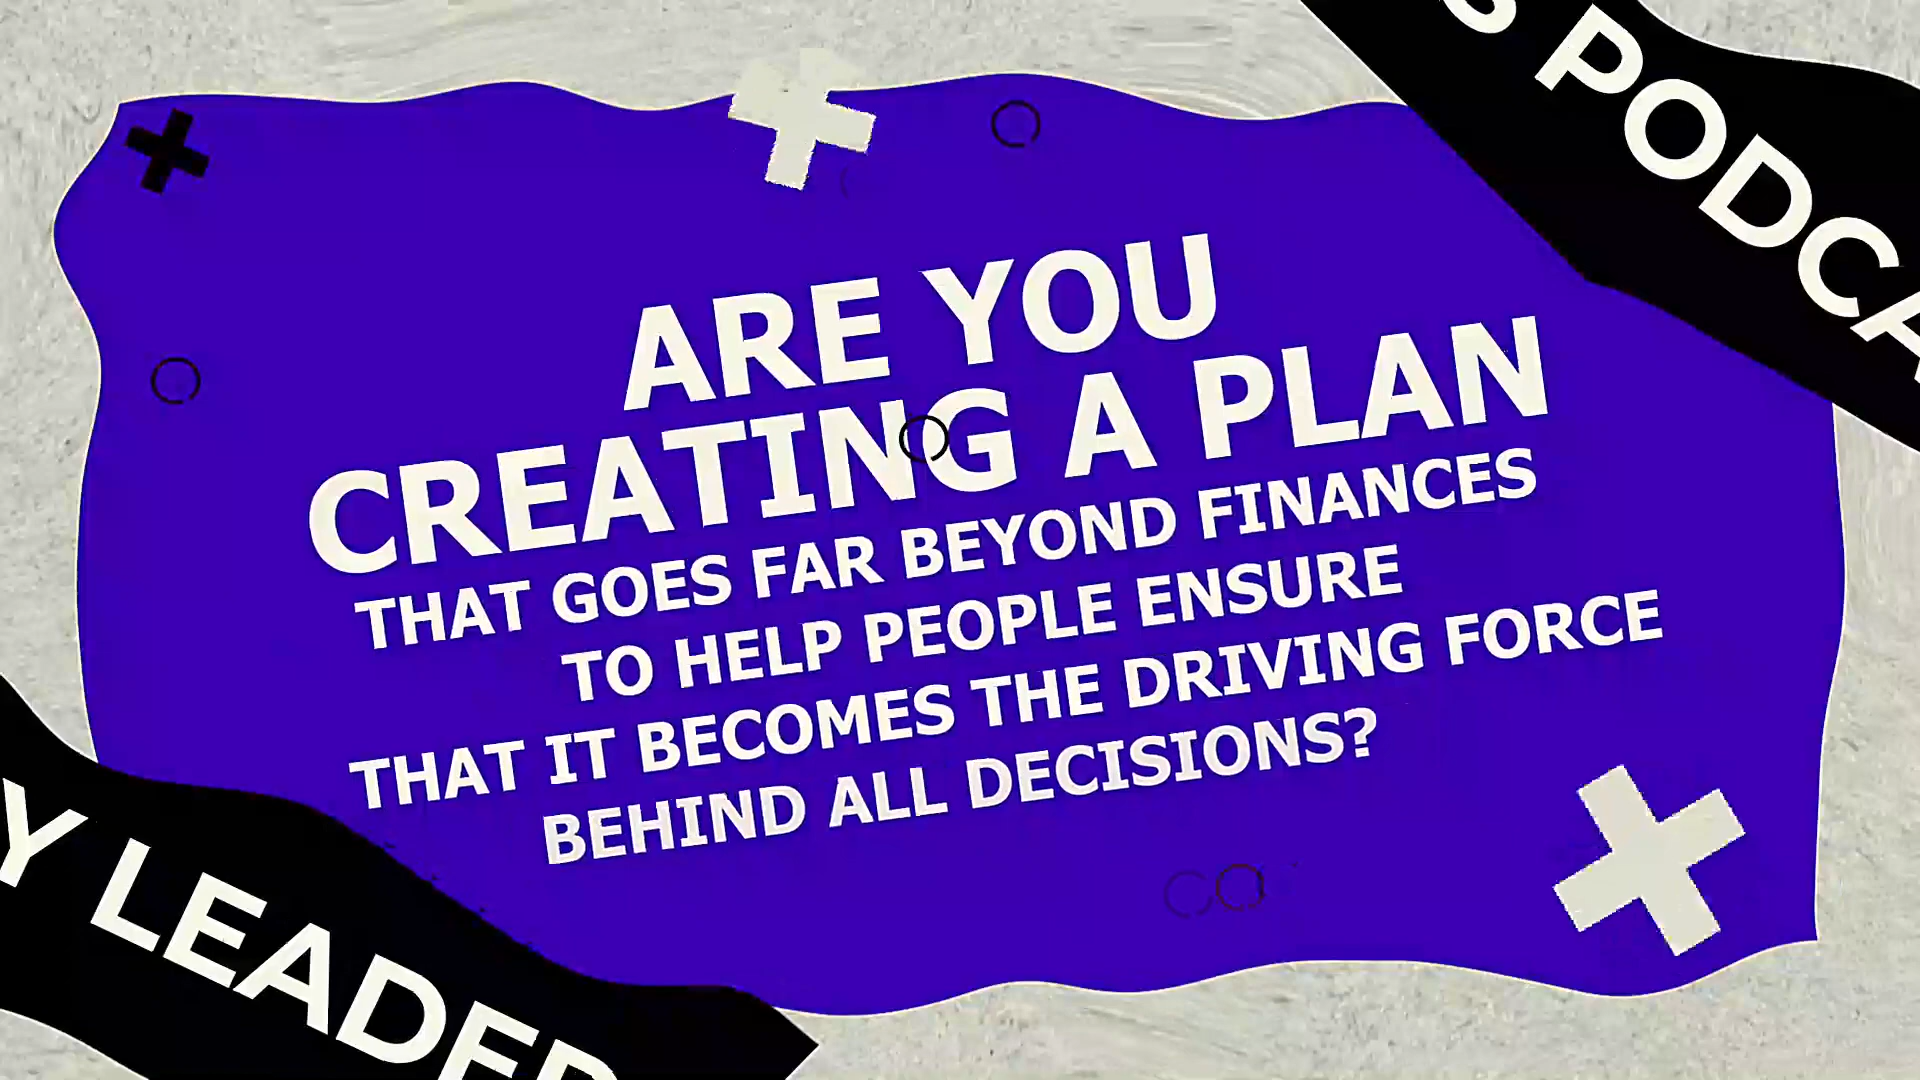 S PODCA
ARE YOU
CREATING A PLAN
THAT GOES FAR BEYOND FINANCES
TO HELP PEOPLE ENSURE
THAT IT BECOMES THE DRIVING FORCE
BEHIND ALL DECISIONS?
Y LEADER